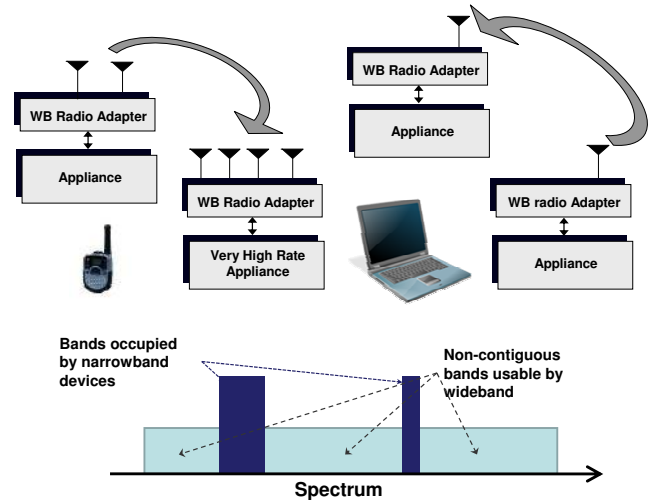 WB Radio Adapter
Appliance
WB Radio Adapter
Very High Rate
Appliance
WB Radio Adapter
Appliance
WB radio Adapter
Appliance
Bands occupied
by narrowband
devices
Non-contiguous
bands usable by
wideband
Spectrum